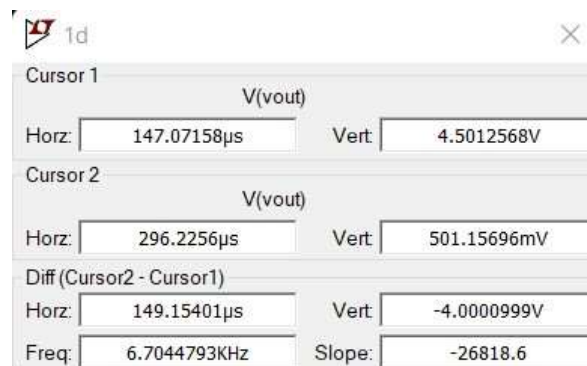 1d
Cursor 1
V(vout)
Horz: 147.07158µs Vert: 4.5012568V
Cursor 2
V(vout)
Horz: 296.2256µs Vert: 501.15696mV
Diff (Cursor2 - Cursor1)
Horz: 149.15401µs Vert: -4.0000999V
Freq: 6.7044793KHz Slope: -26818.6